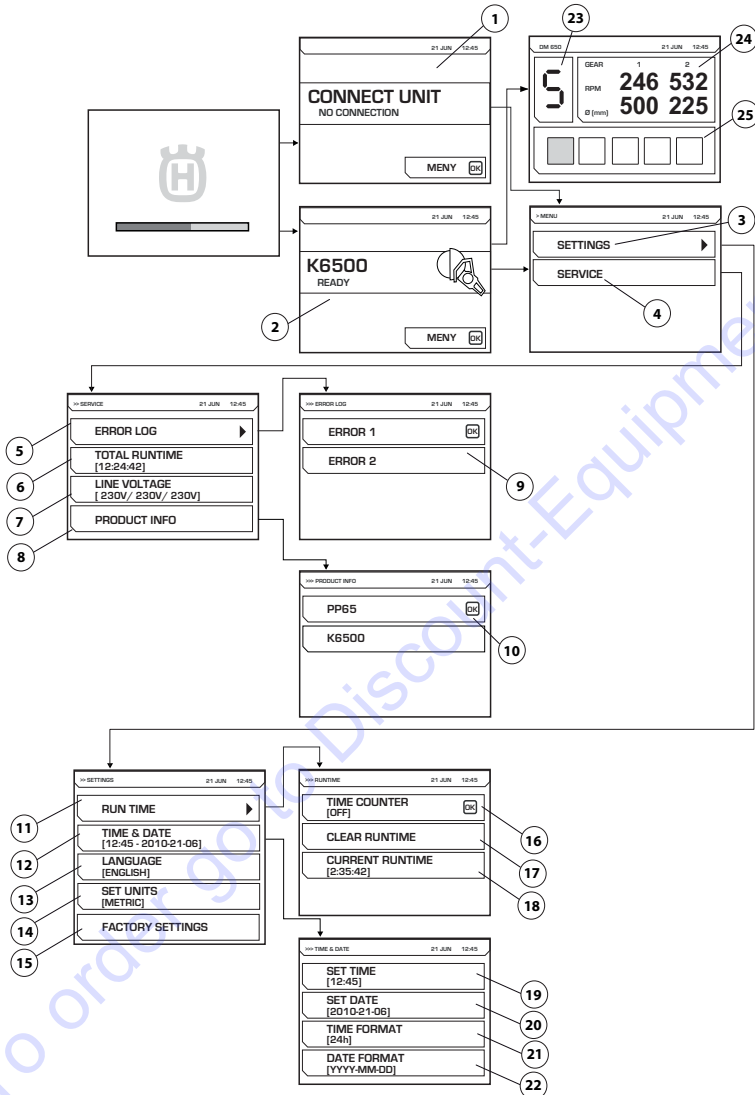 1
21 JUN 12:45
CONNECT UNIT
NO CONNECTION
MENY OK
23
24
DM 650 21 JUN 12:45
GEAR 1 2
RPM 246 532
Ø (mm) 500 225
5
25
H
21 JUN 12:45
K6500
READY
MENY OK
2
> MENU 21 JUN 12:45
SETTINGS
SERVICE
3
4
>> SERVICE 21 JUN 12:45
ERROR LOG
TOTAL RUNTIME
[12:24:42]
LINE VOLTAGE
[ 230V/ 230V/ 230V]
PRODUCT INFO
5
6
7
8
>>> ERROR LOG 21 JUN 12:45
ERROR 1 OK
ERROR 2
9
>>> PRODUCT INFO 21 JUN 12:45
PP65 OK
K6500
10
>> SETTINGS 21 JUN 12:45
RUN TIME
TIME & DATE
[12:45 - 2010-21-06]
LANGUAGE
[ENGLISH]
SET UNITS
[METRIC]
FACTORY SETTINGS
11
12
13
14
15
>>> RUNTIME 21 JUN 12:45
TIME COUNTER OK
[OFF]
CLEAR RUNTIME
CURRENT RUNTIME
[2:35:42]
16
17
18
>>> TIME & DATE 21 JUN 12:45
SET TIME
[12:45]
SET DATE
[2010-21-06]
TIME FORMAT
[24h]
DATE FORMAT
[YYYY-MM-DD]
19
20
21
22
To order go to Discount-Equipmen